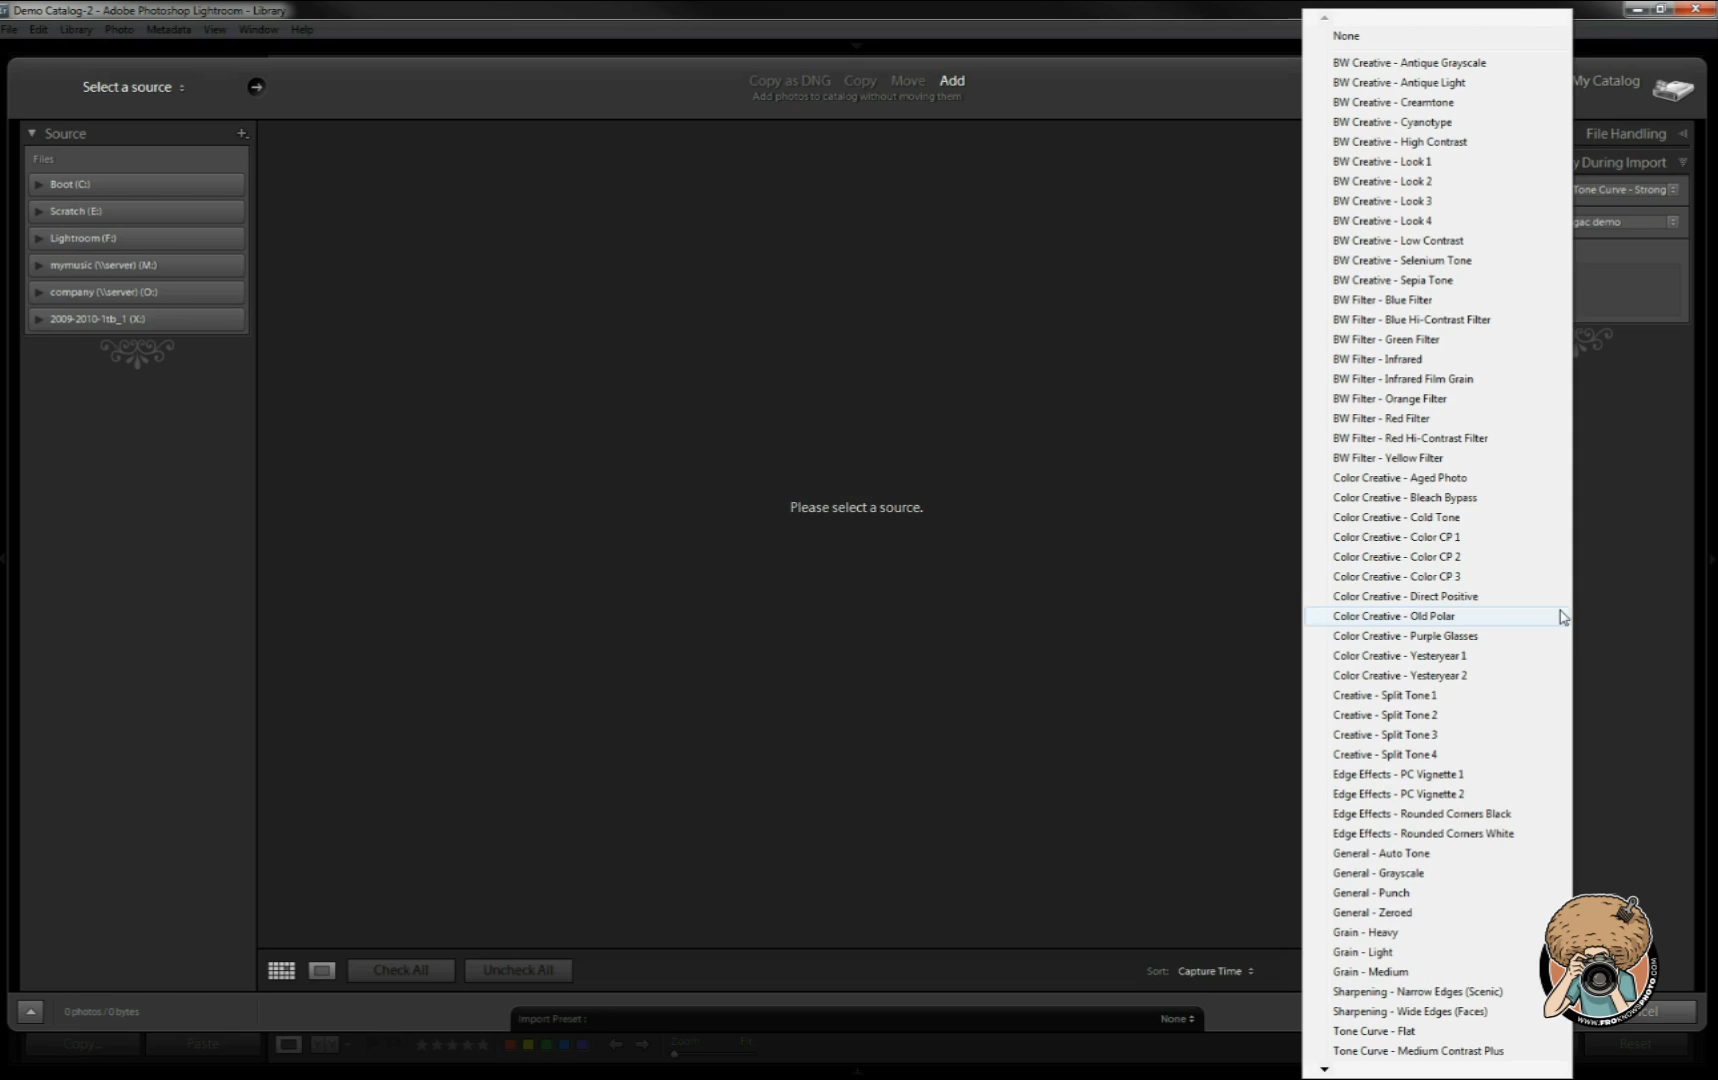 Demo Catalog-2 - Adobe Photoshop Lightroom - Library
File Edit Library Photo Metadata View Window Help
Select a source
Copy as DNG Copy Move Add
Add photos to catalog without moving them
My Catalog
Source
Files
Boot (C:)
Scratch (E:)
Lightroom (F:)
mymusic (\\server) (M:)
company (\\server) (O:)
2009-2010-1tb_1 (X:)
Please select a source.
None
BW Creative - Antique Grayscale
BW Creative - Antique Light
BW Creative - Creamtone
BW Creative - Cyanotype
BW Creative - High Contrast
BW Creative - Look 1
BW Creative - Look 2
BW Creative - Look 3
BW Creative - Look 4
BW Creative - Low Contrast
BW Creative - Selenium Tone
BW Creative - Sepia Tone
BW Filter - Blue Filter
BW Filter - Blue Hi-Contrast Filter
BW Filter - Green Filter
BW Filter - Infrared
BW Filter - Infrared Film Grain
BW Filter - Orange Filter
BW Filter - Red Filter
BW Filter - Red Hi-Contrast Filter
BW Filter - Yellow Filter
Color Creative - Aged Photo
Color Creative - Bleach Bypass
Color Creative - Cold Tone
Color Creative - Color CP 1
Color Creative - Color CP 2
Color Creative - Color CP 3
Color Creative - Direct Positive
Color Creative - Old Polar
Color Creative - Purple Glasses
Color Creative - Yesteryear 1
Color Creative - Yesteryear 2
Creative - Split Tone 1
Creative - Split Tone 2
Creative - Split Tone 3
Creative - Split Tone 4
Edge Effects - PC Vignette 1
Edge Effects - PC Vignette 2
Edge Effects - Rounded Corners Black
Edge Effects - Rounded Corners White
General - Auto Tone
General - Grayscale
General - Punch
General - Zeroed
Grain - Heavy
Grain - Light
Grain - Medium
Sharpening - Narrow Edges (Scenic)
Sharpening - Wide Edges (Faces)
Tone Curve - Flat
Tone Curve - Medium Contrast Plus
File Handling
y During Import
Tone Curve - Strong
gac demo
Check All Uncheck All
Sort: Capture Time
0 photos / 0 bytes
Import Preset : None
cel
Copy... Paste
Zoom Fit
Reset
WWW.FROKNOWSPHOTO.COM